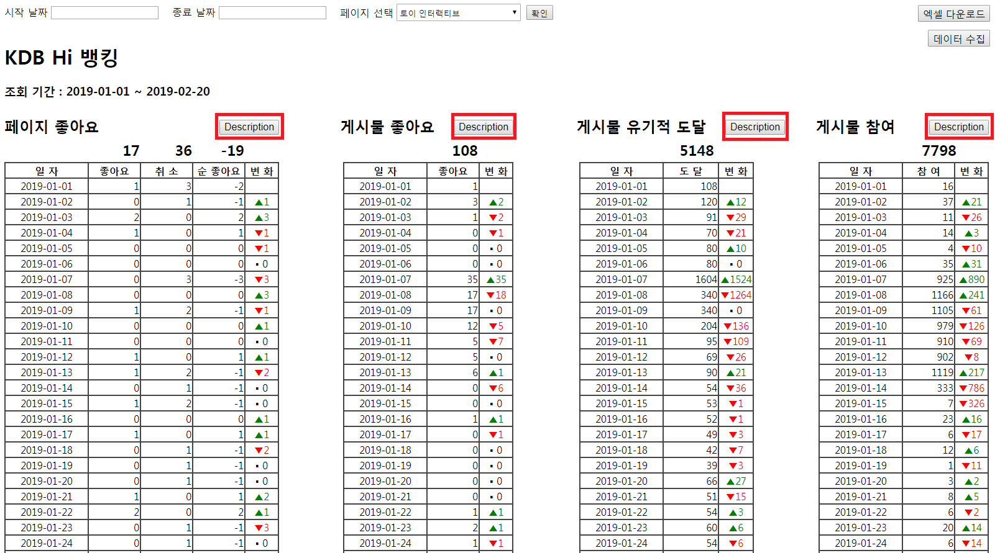 시작 날짜 종료 날짜 페이지 선택 토이 인터랙티브 ▼ 확인 엑셀 다운로드
데이터 수집
KDB Hi 뱅킹
조회 기간 : 2019-01-01 ~ 2019-02-20
페이지 좋아요 Description 게시물 좋아요 Description 게시물 유기적 도달 Description 게시물 참여 Description
17 36 -19 108 5148 7798
일 자 좋아요 취 소 순 좋아요 변 화 일 자 좋아요 변 화 일 자 도 달 변 화 일 자 참 여 변 화
2019-01-01 1 3 -2 2019-01-01 1 2019-01-01 108 2019-01-01 16
2019-01-02 0 1 -1 ▲1 2019-01-02 3 ▲2 2019-01-02 120 ▲12 2019-01-02 37 ▲21
2019-01-03 2 0 2 ▲3 2019-01-03 1 ▼2 2019-01-03 91 ▼29 2019-01-03 11 ▼26
2019-01-04 1 0 1 ▼1 2019-01-04 0 ▼1 2019-01-04 70 ▼21 2019-01-04 14 ▲3
2019-01-05 0 0 0 ▼1 2019-01-05 0 ▪ 0 2019-01-05 80 ▲10 2019-01-05 4 ▼10
2019-01-06 0 0 0 ▪ 0 2019-01-06 0 ▪ 0 2019-01-06 80 ▪ 0 2019-01-06 35 ▲31
2019-01-07 0 3 -3 ▼3 2019-01-07 35 ▲35 2019-01-07 1604 ▲1524 2019-01-07 925 ▲890
2019-01-08 0 0 0 ▲3 2019-01-08 17 ▼18 2019-01-08 340 ▼1264 2019-01-08 1166 ▲241
2019-01-09 1 2 -1 ▼1 2019-01-09 17 ▪ 0 2019-01-09 340 ▪ 0 2019-01-09 1105 ▼61
2019-01-10 0 0 0 ▲1 2019-01-10 12 ▼5 2019-01-10 204 ▼136 2019-01-10 979 ▼126
2019-01-11 0 0 0 ▪ 0 2019-01-11 5 ▼7 2019-01-11 95 ▼109 2019-01-11 910 ▼69
2019-01-12 1 0 1 ▲1 2019-01-12 5 ▪ 0 2019-01-12 69 ▼26 2019-01-12 902 ▼8
2019-01-13 1 2 -1 ▼2 2019-01-13 6 ▲1 2019-01-13 90 ▲21 2019-01-13 1119 ▲217
2019-01-14 0 1 -1 ▪ 0 2019-01-14 0 ▼6 2019-01-14 54 ▼36 2019-01-14 333 ▼786
2019-01-15 1 2 -1 ▪ 0 2019-01-15 0 ▪ 0 2019-01-15 53 ▼1 2019-01-15 7 ▼326
2019-01-16 0 0 0 ▲1 2019-01-16 1 ▲1 2019-01-16 52 ▼1 2019-01-16 23 ▲16
2019-01-17 1 0 1 ▲1 2019-01-17 0 ▼1 2019-01-17 49 ▼3 2019-01-17 6 ▼17
2019-01-18 0 1 -1 ▼2 2019-01-18 0 ▪ 0 2019-01-18 42 ▼7 2019-01-18 12 ▲6
2019-01-19 0 1 -1 ▪ 0 2019-01-19 0 ▪ 0 2019-01-19 39 ▼3 2019-01-19 1 ▼11
2019-01-20 0 1 -1 ▪ 0 2019-01-20 0 ▪ 0 2019-01-20 66 ▲27 2019-01-20 3 ▲2
2019-01-21 1 0 1 ▲2 2019-01-21 0 ▪ 0 2019-01-21 51 ▼15 2019-01-21 8 ▲5
2019-01-22 2 0 2 ▲1 2019-01-22 1 ▲1 2019-01-22 54 ▲3 2019-01-22 6 ▼2
2019-01-23 0 1 -1 ▼3 2019-01-23 2 ▲1 2019-01-23 60 ▲6 2019-01-23 20 ▲14
2019-01-24 0 1 -1 ▪ 0 2019-01-24 1 ▼1 2019-01-24 54 ▼6 2019-01-24 6 ▼14